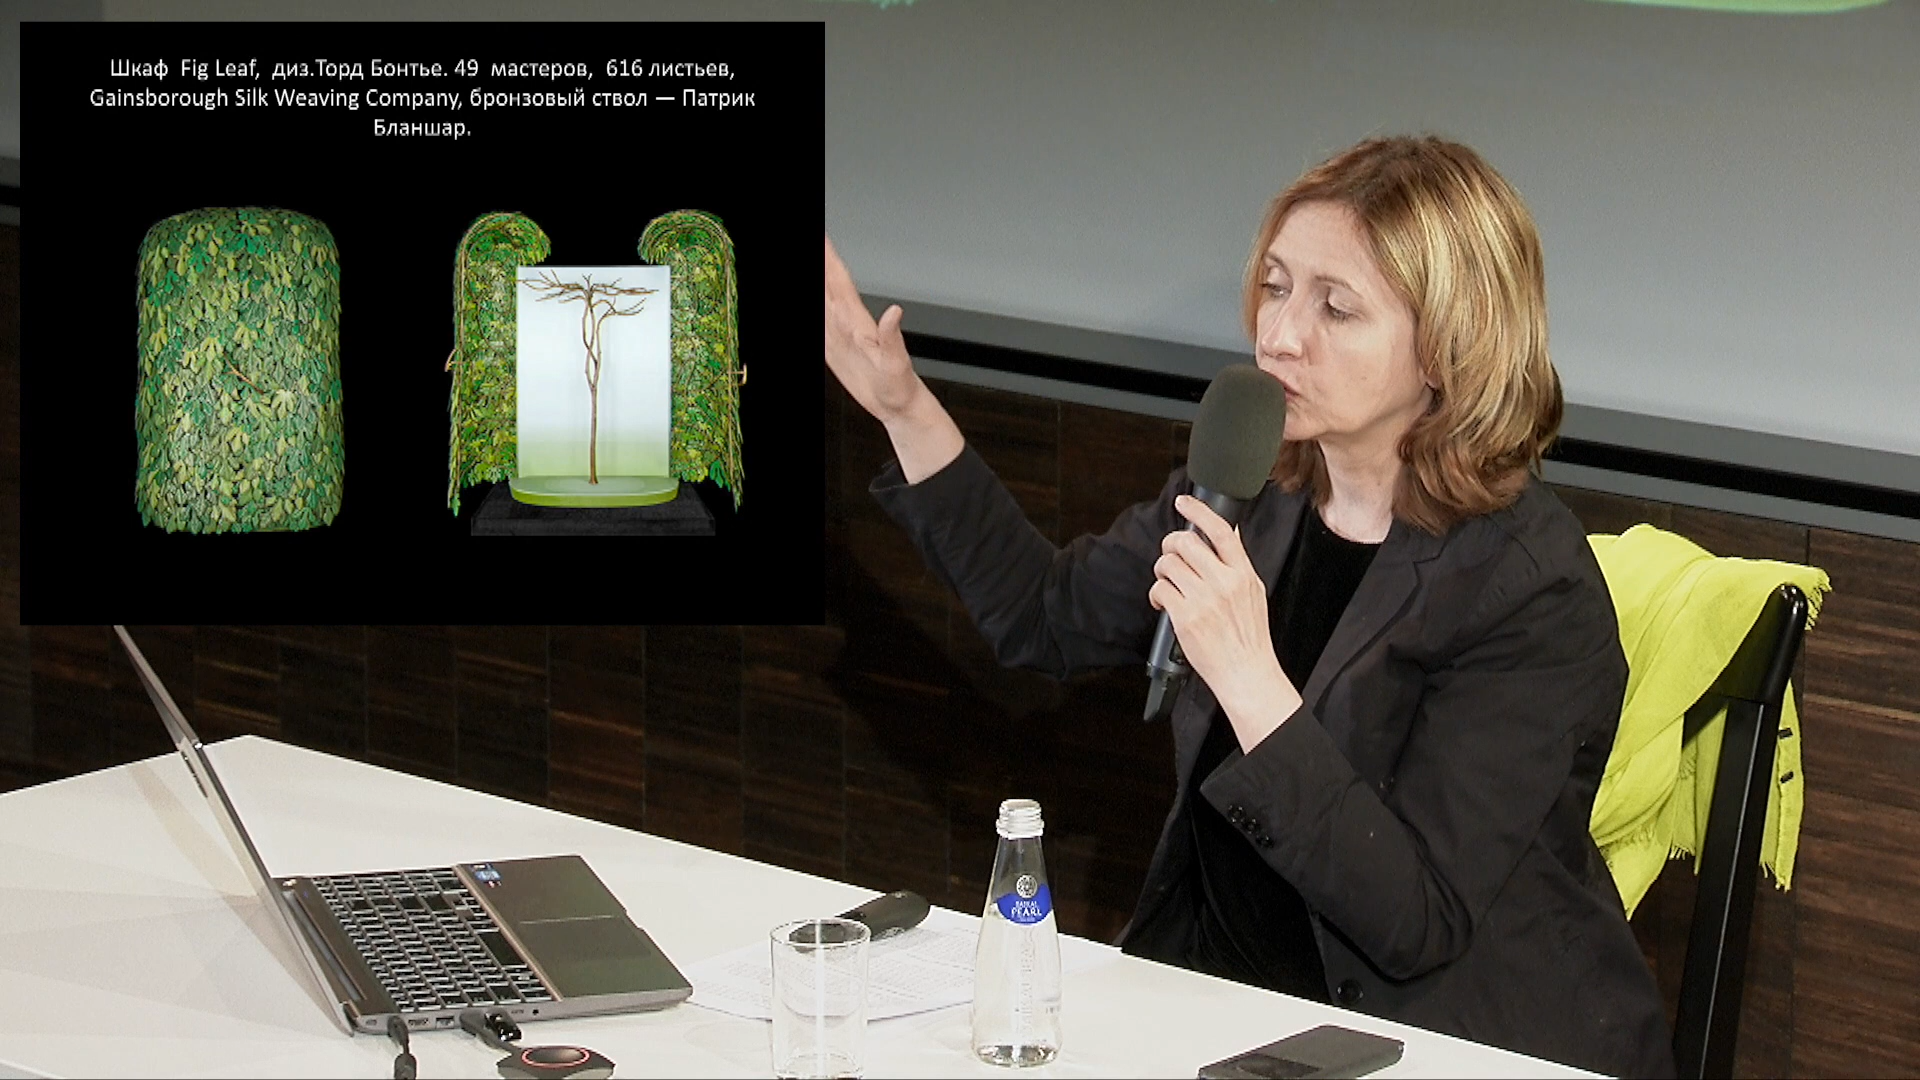 Шкаф Fig Leaf, диз.Торд Бонтье. 49 мастеров, 616 листьев,
Gainsborough Silk Weaving Company, бронзовый ствол — Патрик
Бланшар.
BAIKAL
PEARL